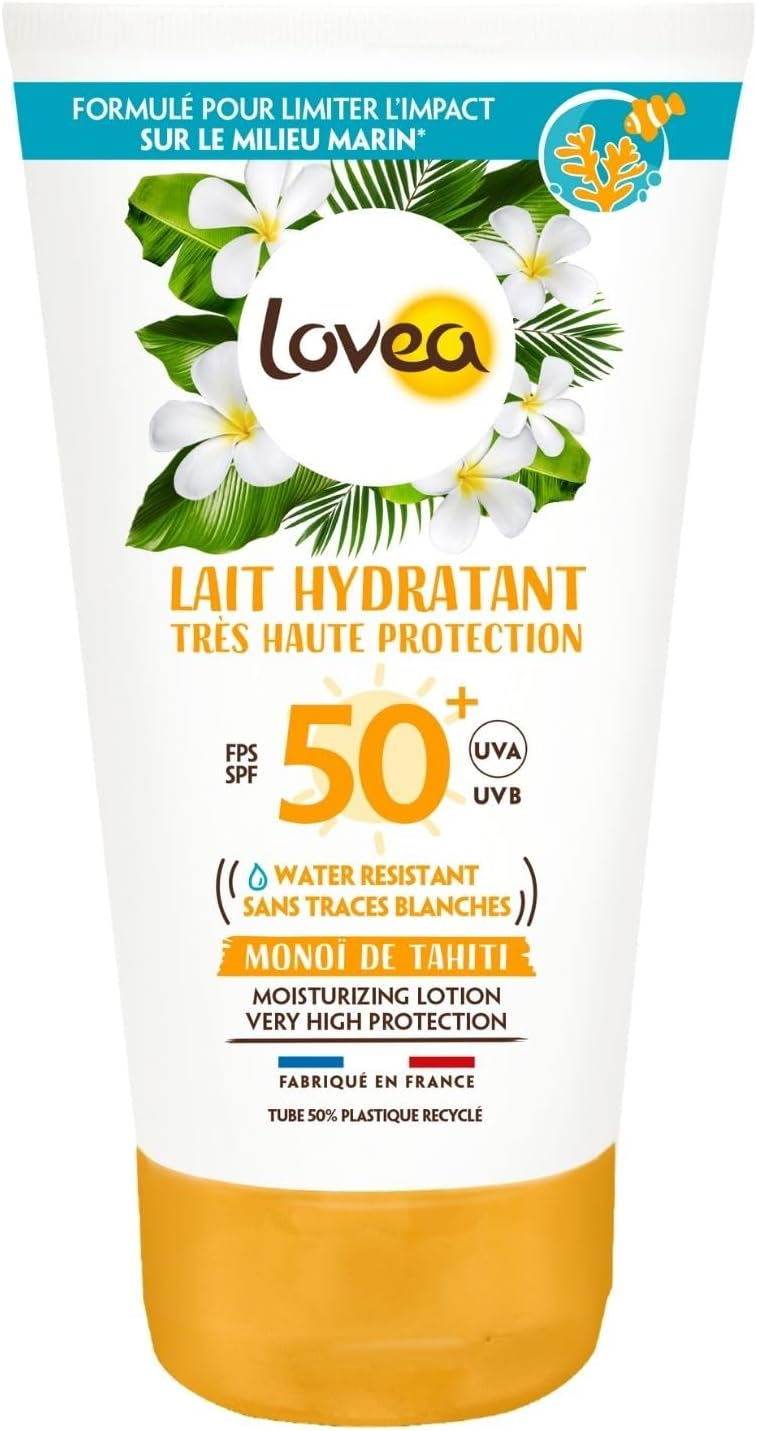 FORMULÉ POUR LIMITER L'IMPACT
SUR LE MILIEU MARIN*
Lovea
LAIT HYDRATANT
TRÈS HAUTE PROTECTION
FPS
SPF
50+
UVA
UVB
WATER RESISTANT
SANS TRACES BLANCHES
MONOÏ DE TAHITI
MOISTURIZING LOTION
VERY HIGH PROTECTION
FABRIQUÉ EN FRANCE
TUBE 50% PLASTIQUE RECYCLÉ